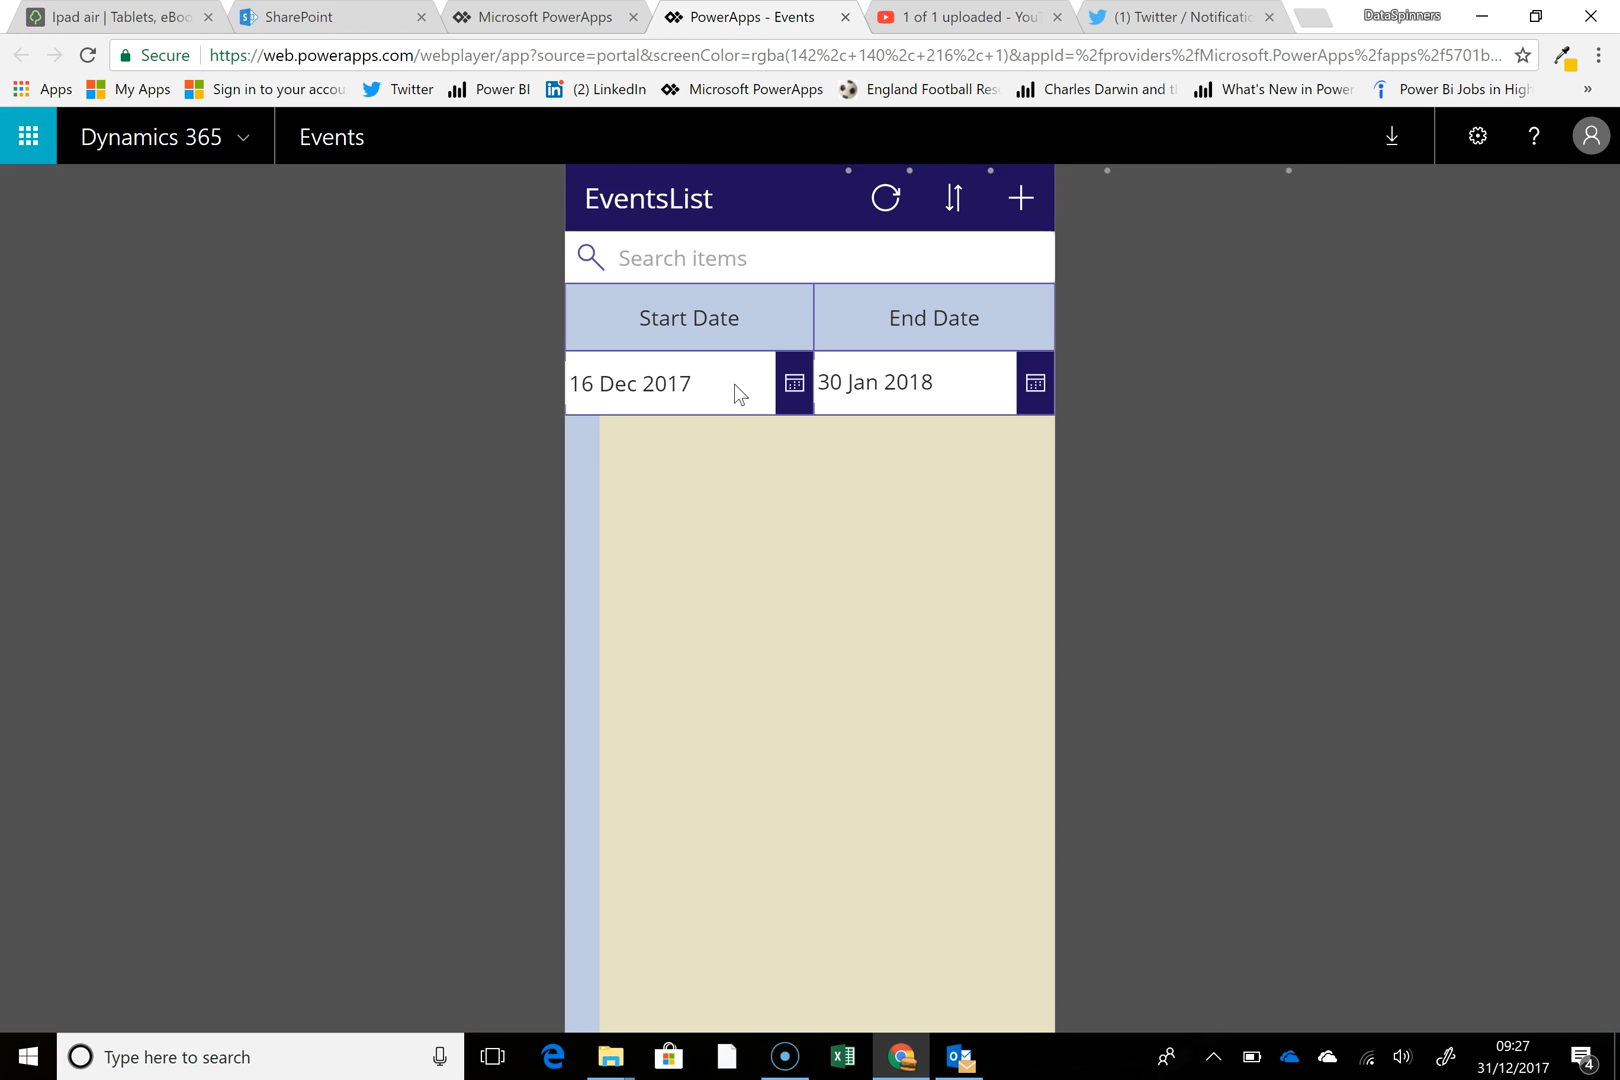 Ipad air | Tablets, eBoo
SharePoint
Microsoft PowerApps
PowerApps - Events
1 of 1 uploaded - You
(1) Twitter / Notificatio
DataSpinners
Secure
https://web.powerapps.com/webplayer/app?source=portal&screenColor=rgba(142%2c+140%2c+216%2c+1)&appId=%2fproviders%2fMicrosoft.PowerApps%2fapps%2f5701b...
Apps
My Apps
Sign in to your accou
Twitter
Power BI
(2) LinkedIn
Microsoft PowerApps
England Football Res
Charles Darwin and t
What's New in Power
Power Bi Jobs in High
»
Dynamics 365
Events
?
EventsList
Search items
Start Date
End Date
16 Dec 2017
30 Jan 2018
Type here to search
09:27
31/12/2017
4